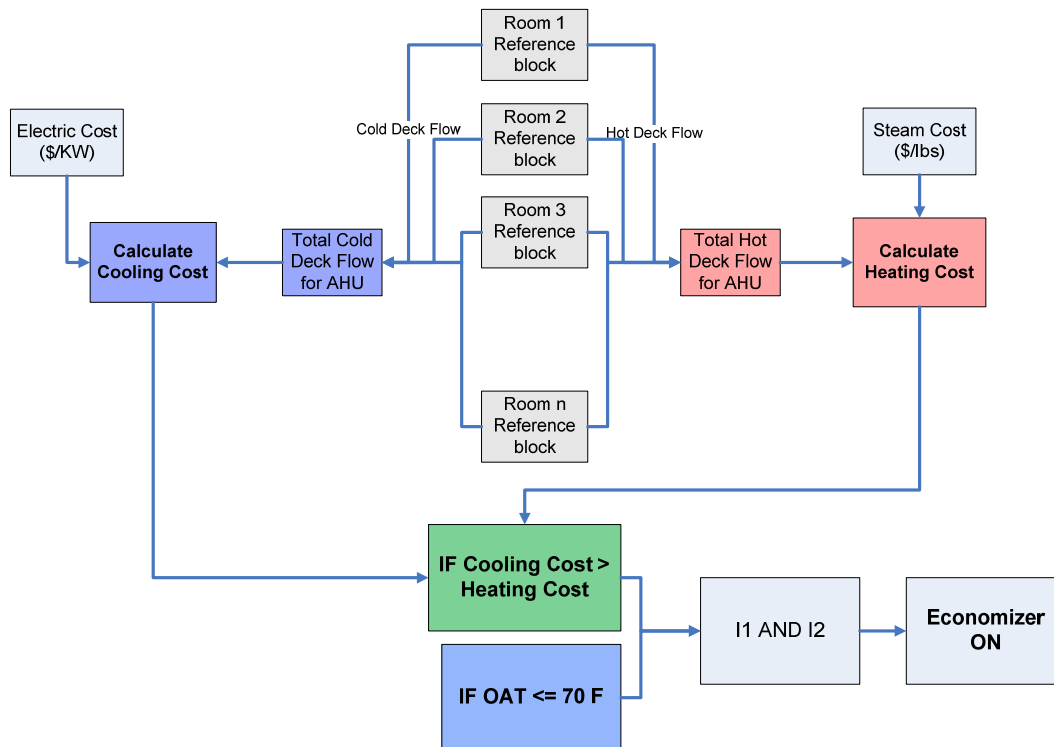 Room 1
Reference
block
Electric Cost
($/KW)
Cold Deck Flow
Room 2
Reference
block
Hot Deck Flow
Steam Cost
($/lbs)
Calculate
Cooling Cost
Total Cold
Deck Flow
for AHU
Room 3
Reference
block
Total Hot
Deck Flow
for AHU
Calculate
Heating Cost
Room n
Reference
block
IF Cooling Cost >
Heating Cost
I1 AND I2
Economizer
ON
IF OAT <= 70 F